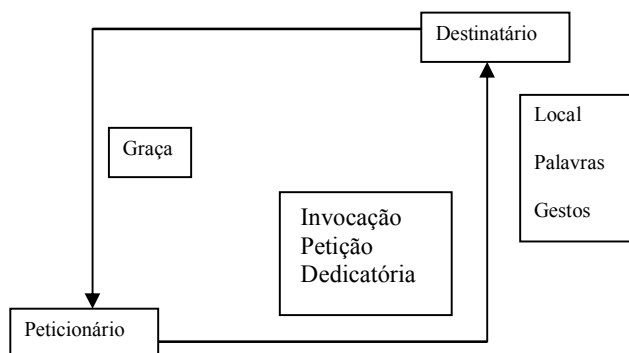 Destinatário
Graça
Local
Palavras
Gestos
Invocação
Petição
Dedicatória
Peticionário